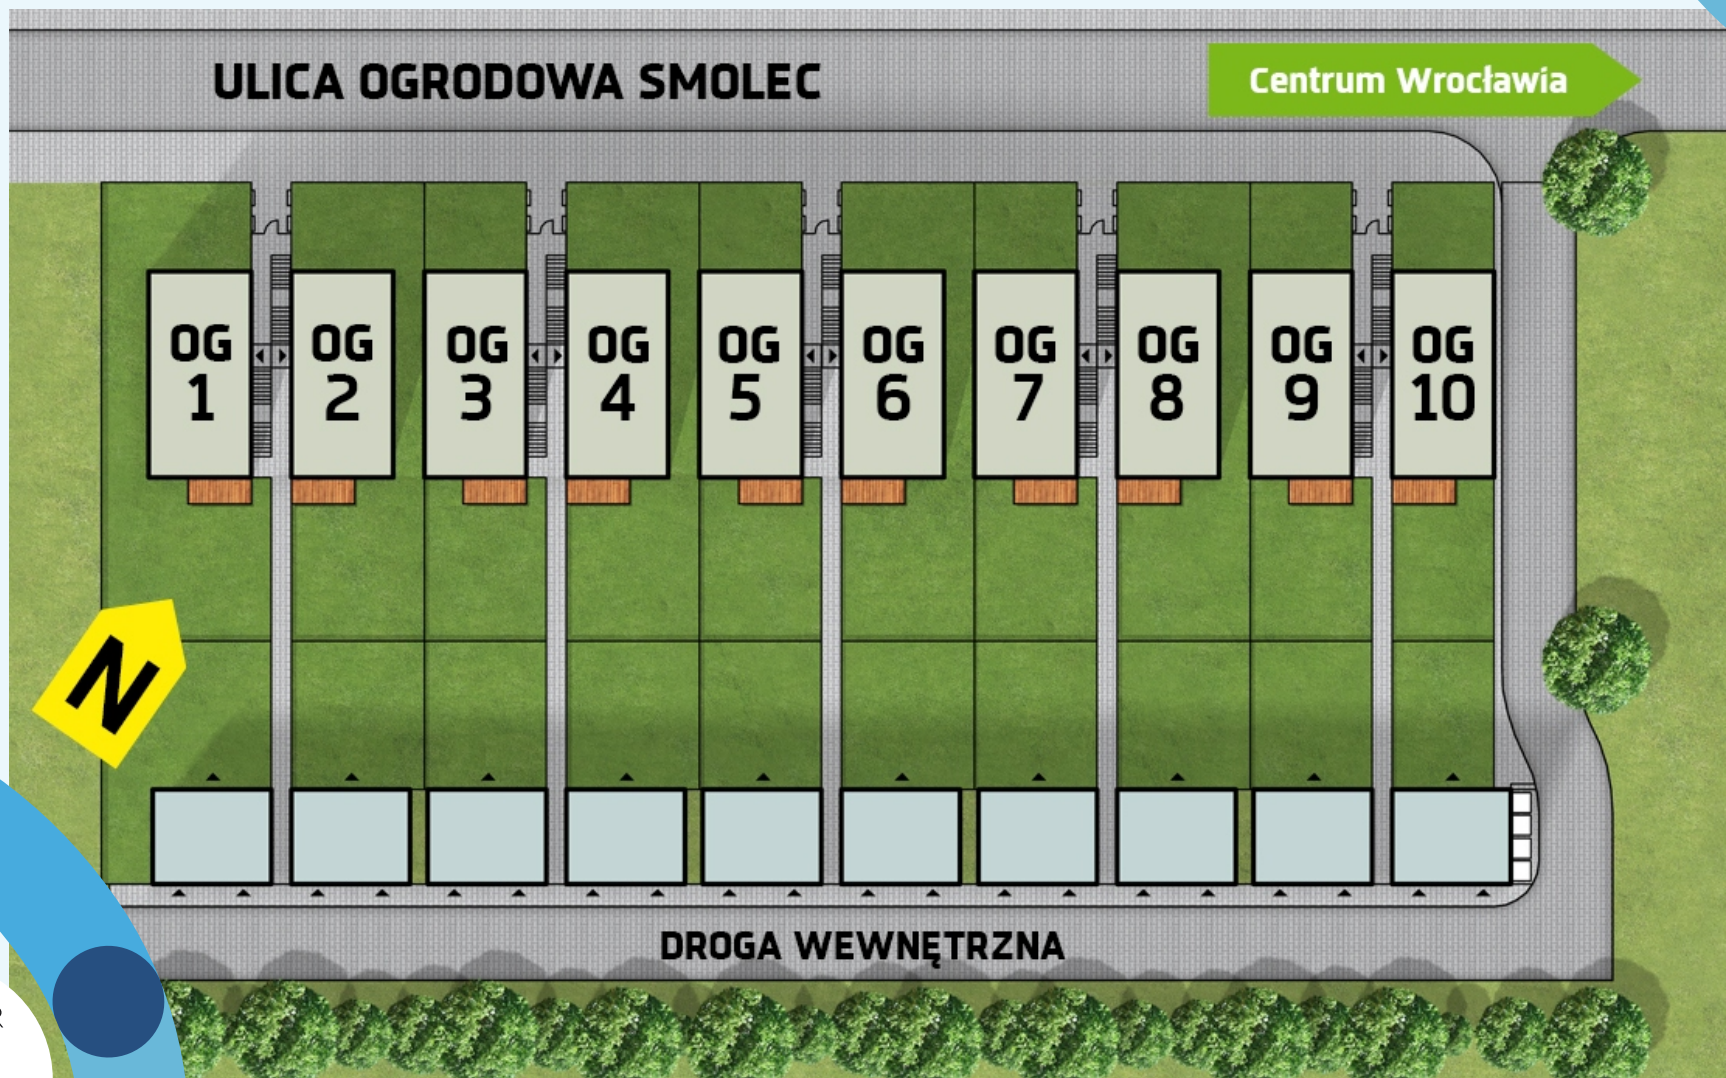 ULICA OGRODOWA SMOLEC
Centrum Wrocławia
OG
1
OG
2
OG
3
OG
4
OG
5
OG
6
OG
7
OG
8
OG
9
OG
10
N
DROGA WEWNĘTRZNA